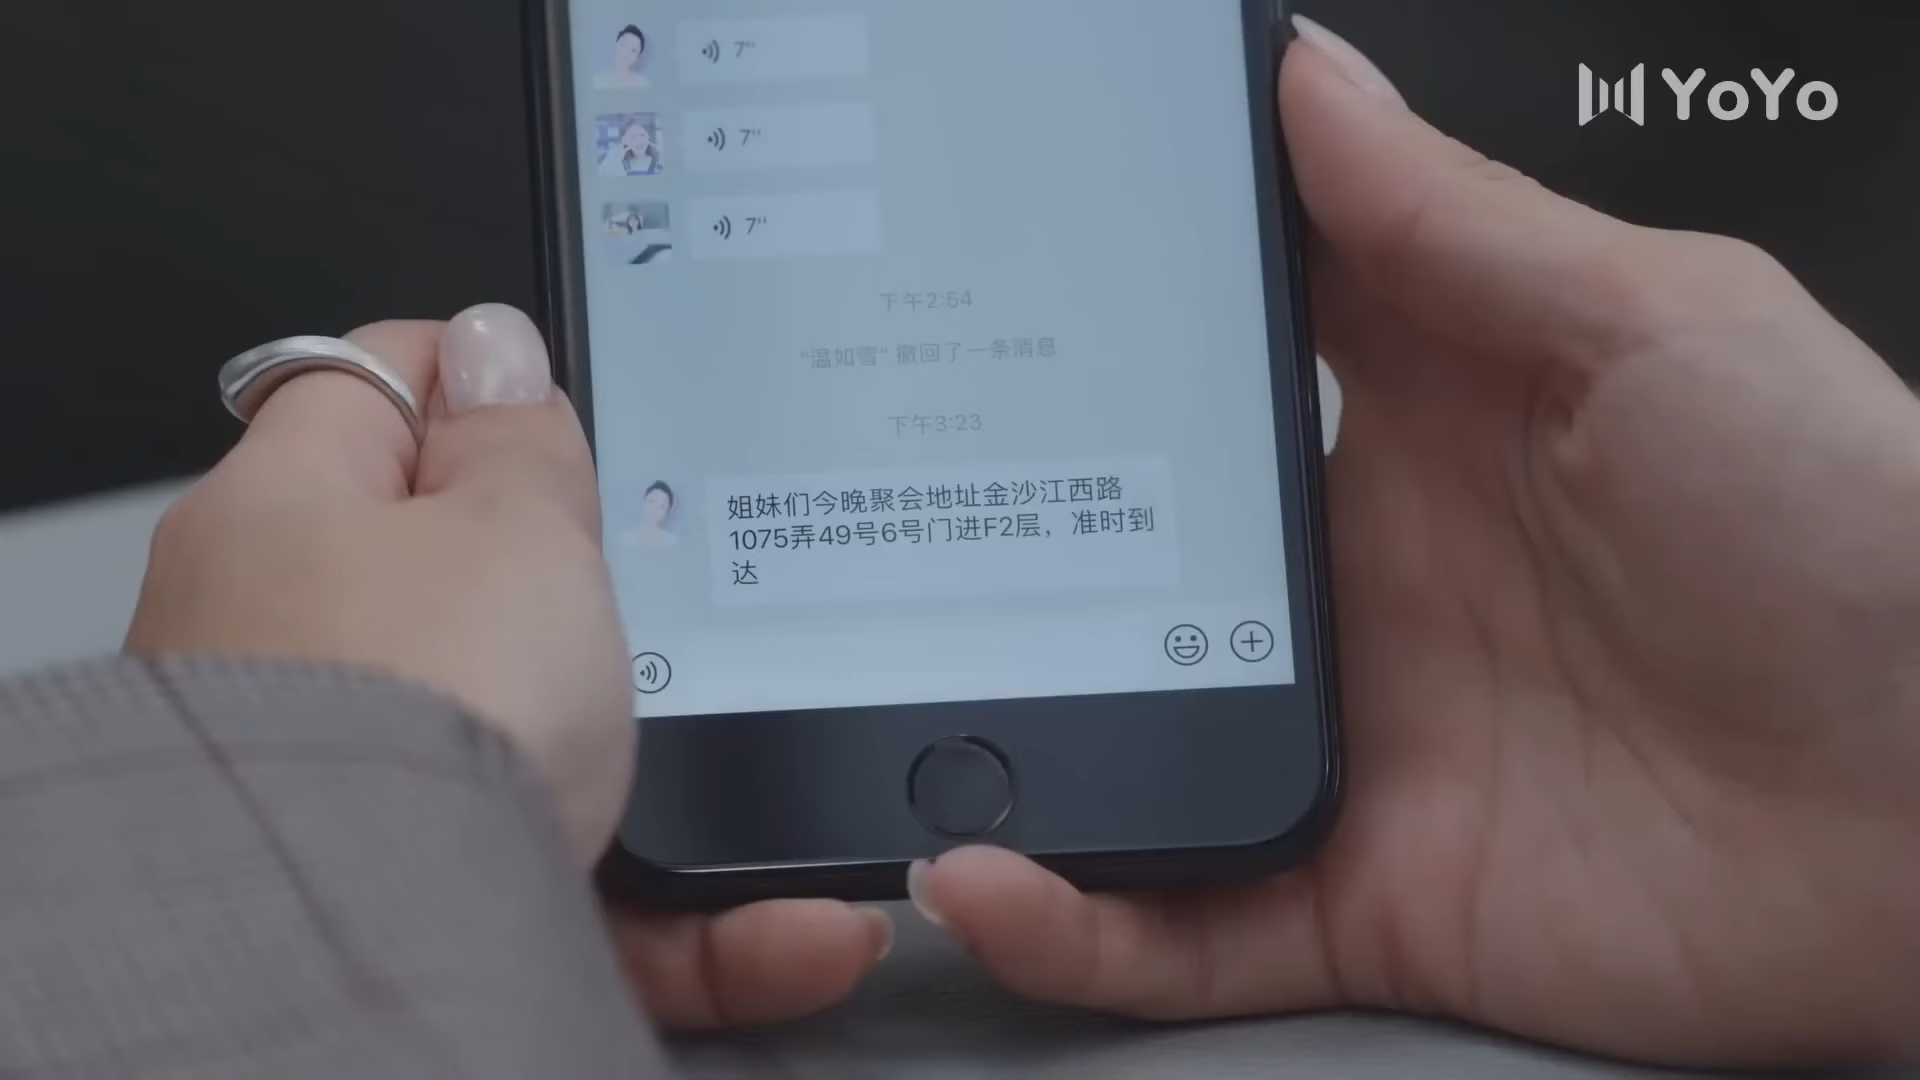 YoYo
7"
7"
7"
下午2:54
"温如雪" 撤回了一条消息
下午3:23
姐妹们今晚聚会地址金沙江西路
1075弄49号6号门进F2层，准时到
达